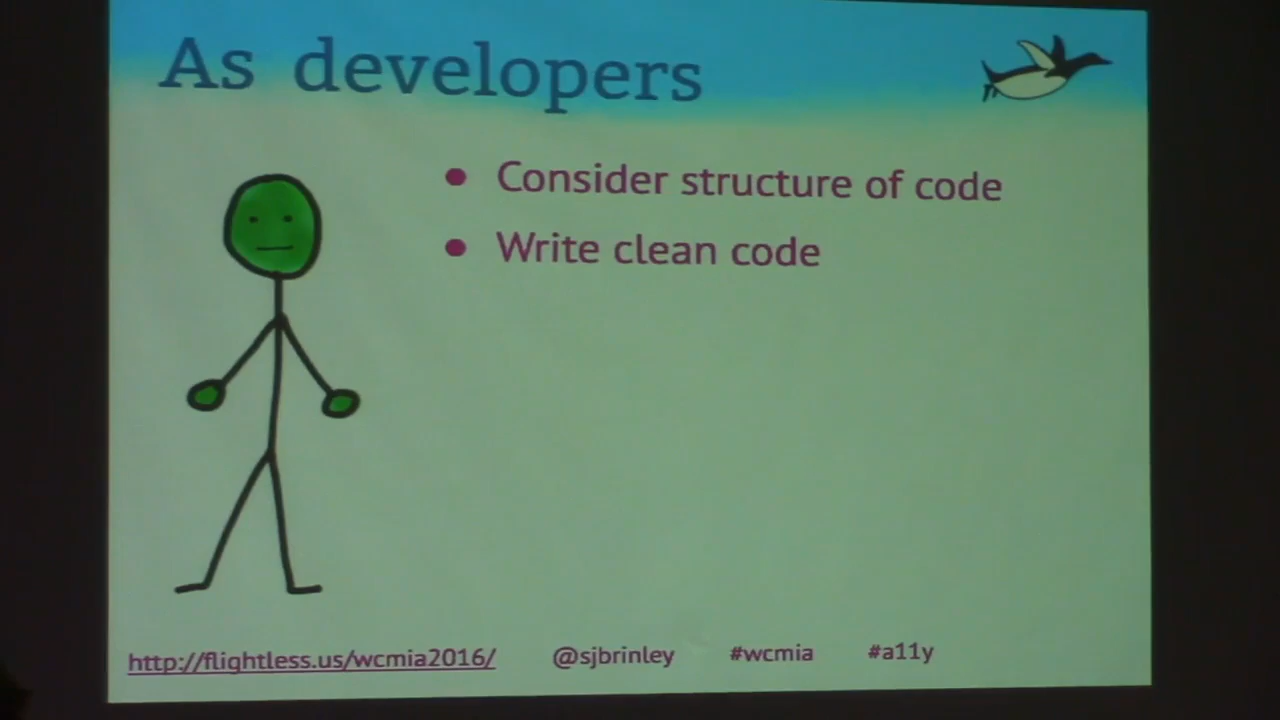 As developers
• Consider structure of code
• Write clean code
http://flightless.us/wcmia2016/ @sjbrinley #wcmia #a11y